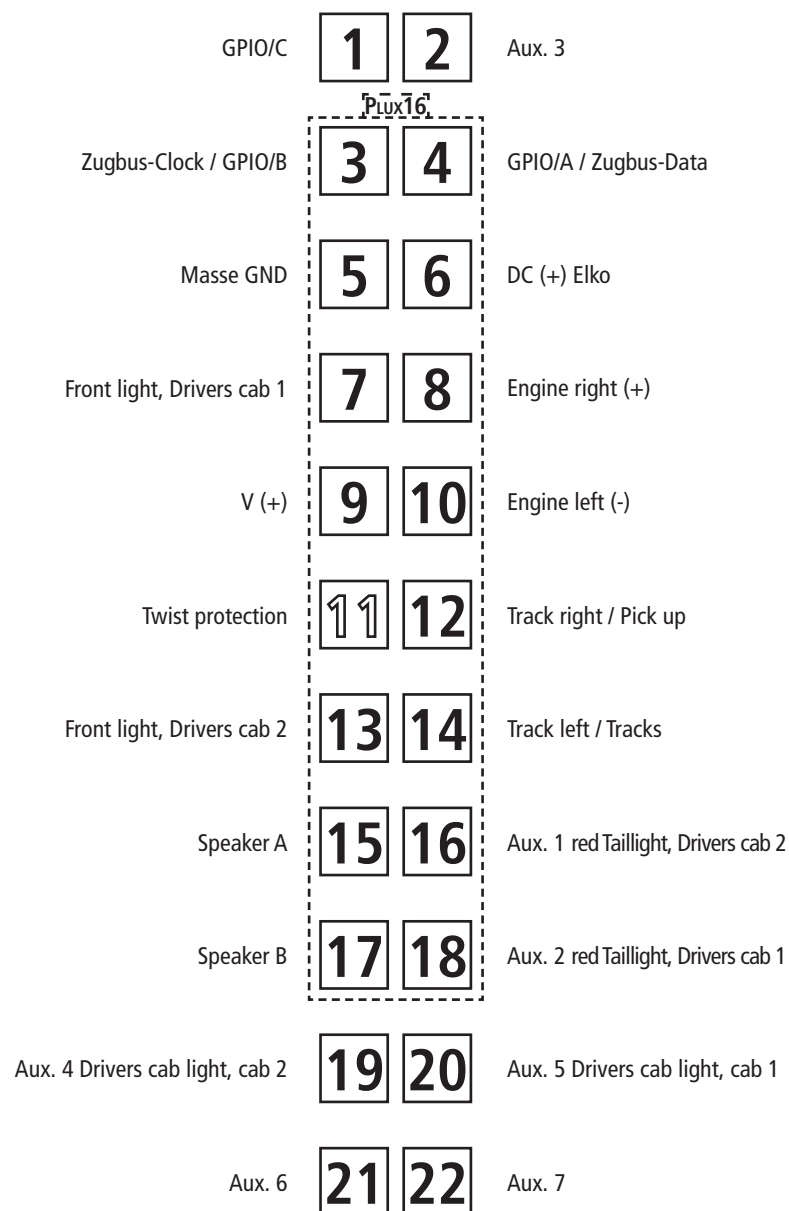 GPIO/C 1 2 Aux. 3
PLUX16
Zugbus-Clock / GPIO/B 3 4 GPIO/A / Zugbus-Data
Masse GND 5 6 DC (+) Elko
Front light, Drivers cab 1 7 8 Engine right (+)
V (+) 9 10 Engine left (-)
Twist protection 11 12 Track right / Pick up
Front light, Drivers cab 2 13 14 Track left / Tracks
Speaker A 15 16 Aux. 1 red Taillight, Drivers cab 2
Speaker B 17 18 Aux. 2 red Taillight, Drivers cab 1
Aux. 4 Drivers cab light, cab 2 19 20 Aux. 5 Drivers cab light, cab 1
Aux. 6 21 22 Aux. 7